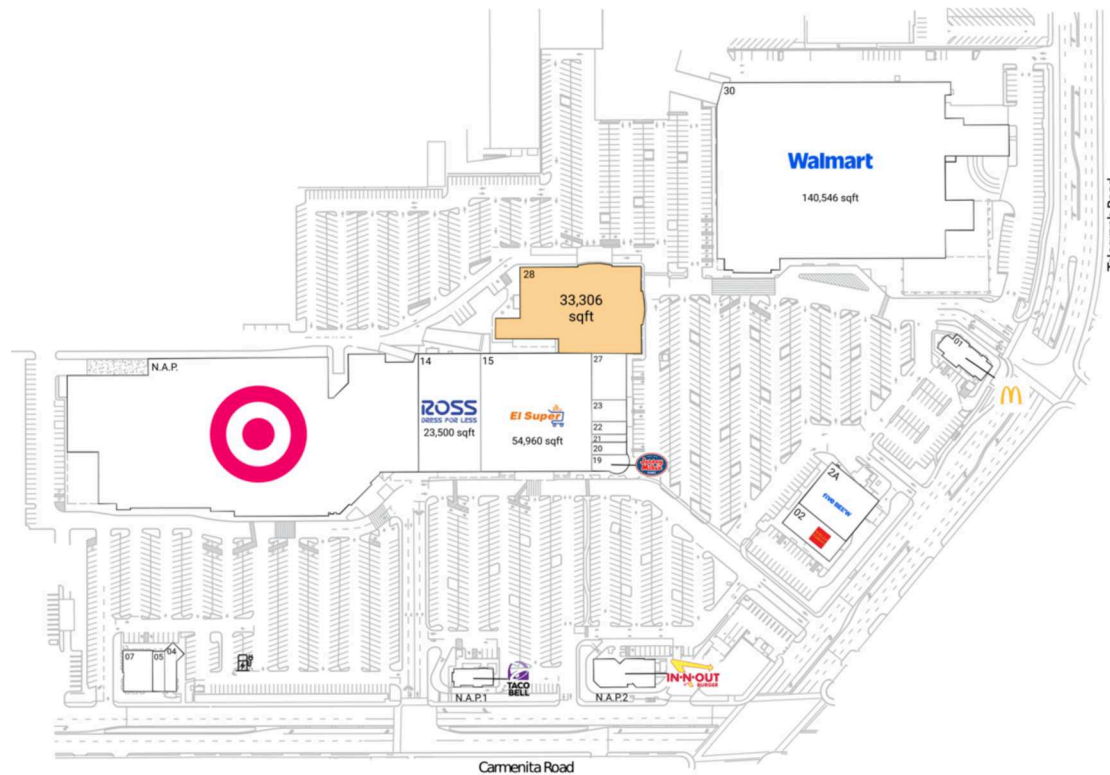 30
Walmart
140,546 sqft
28
33,306
sqft
01
N.A.P.
14
15
27
ROSS
DRESS FOR LESS
23,500 sqft
El Super
54,960 sqft
23
22
21
20
19
2A
FIVE BELOW
02
07
05
04
TACO
BELL
N.A.P.1
IN-N-OUT
BURGER
N.A.P.2
Carmenita Road